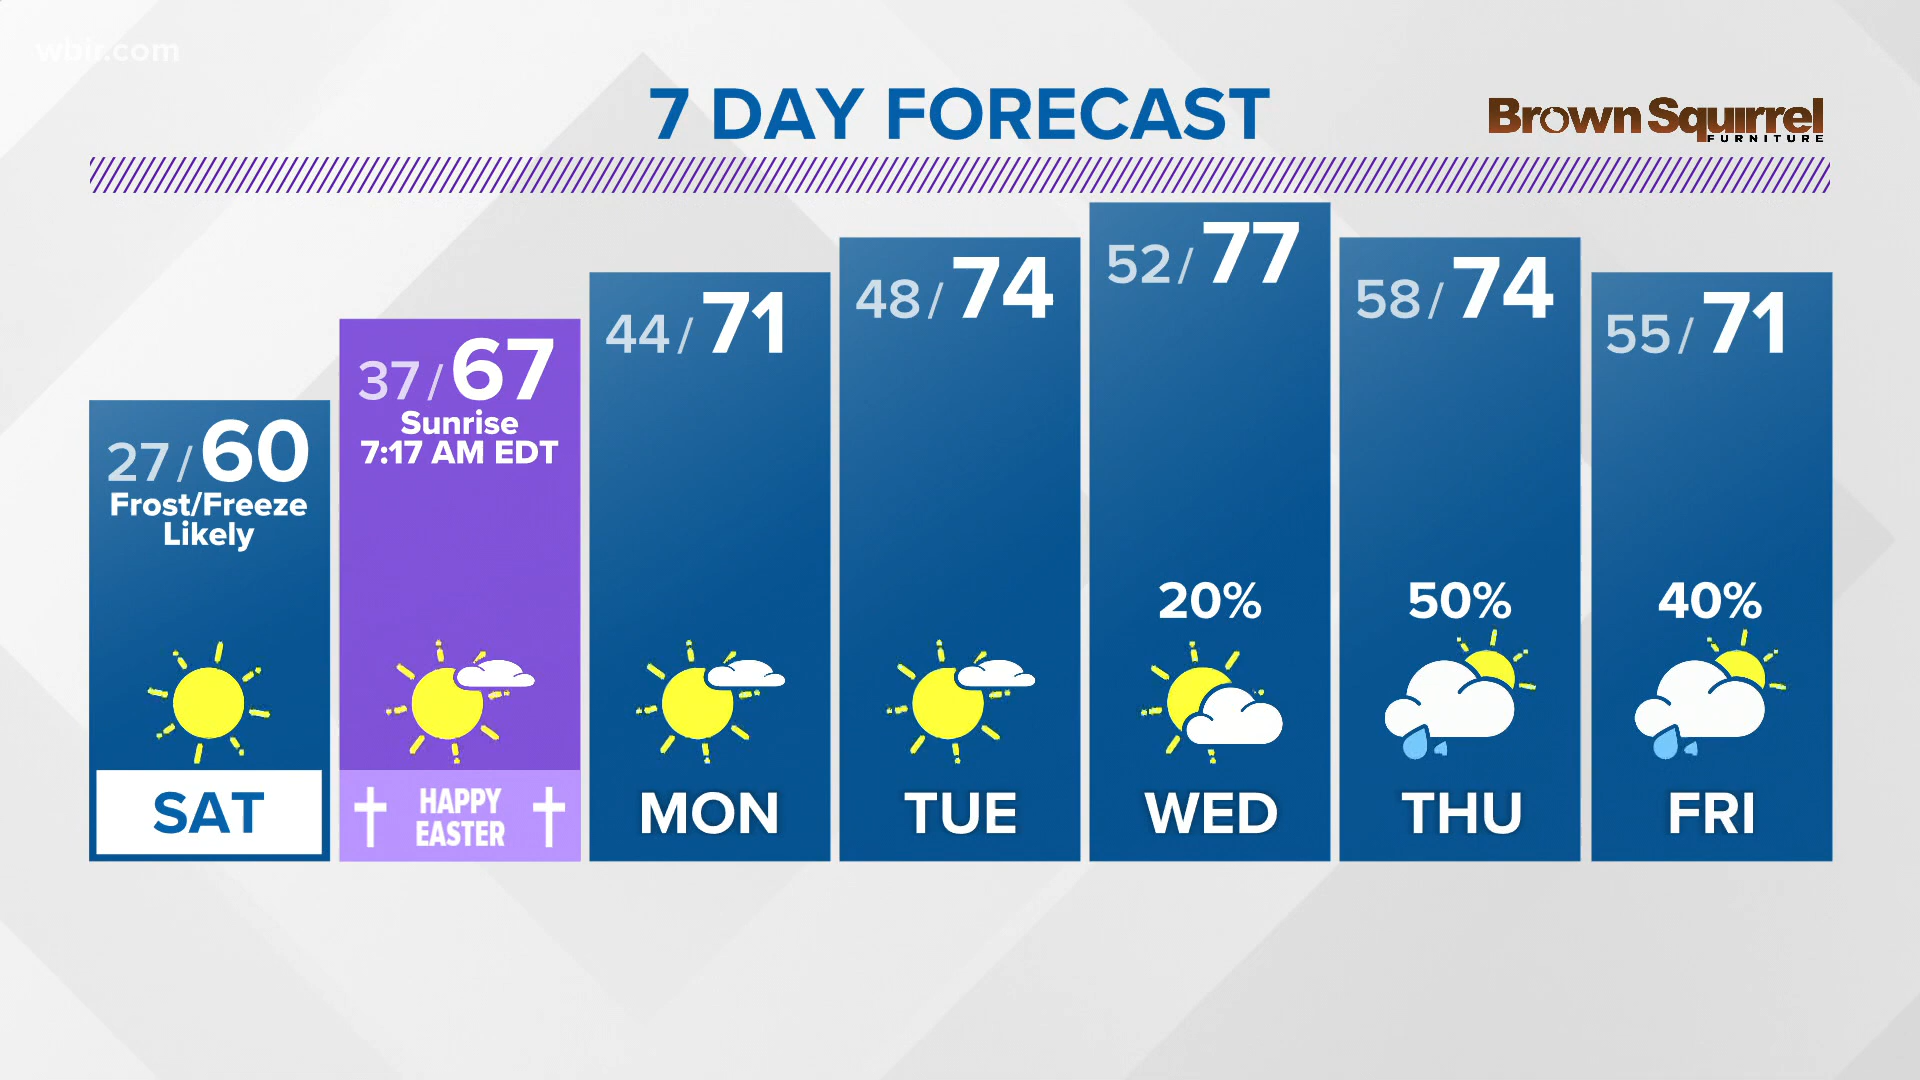 wbir.com
7 DAY FORECAST
Brown Squirrel
FURNITURE
27/60
Frost/Freeze
Likely
SAT
37/67
Sunrise
7:17 AM EDT
HAPPY
EASTER
44/71
MON
48/74
TUE
52/77
20%
WED
58/74
50%
THU
55/71
40%
FRI